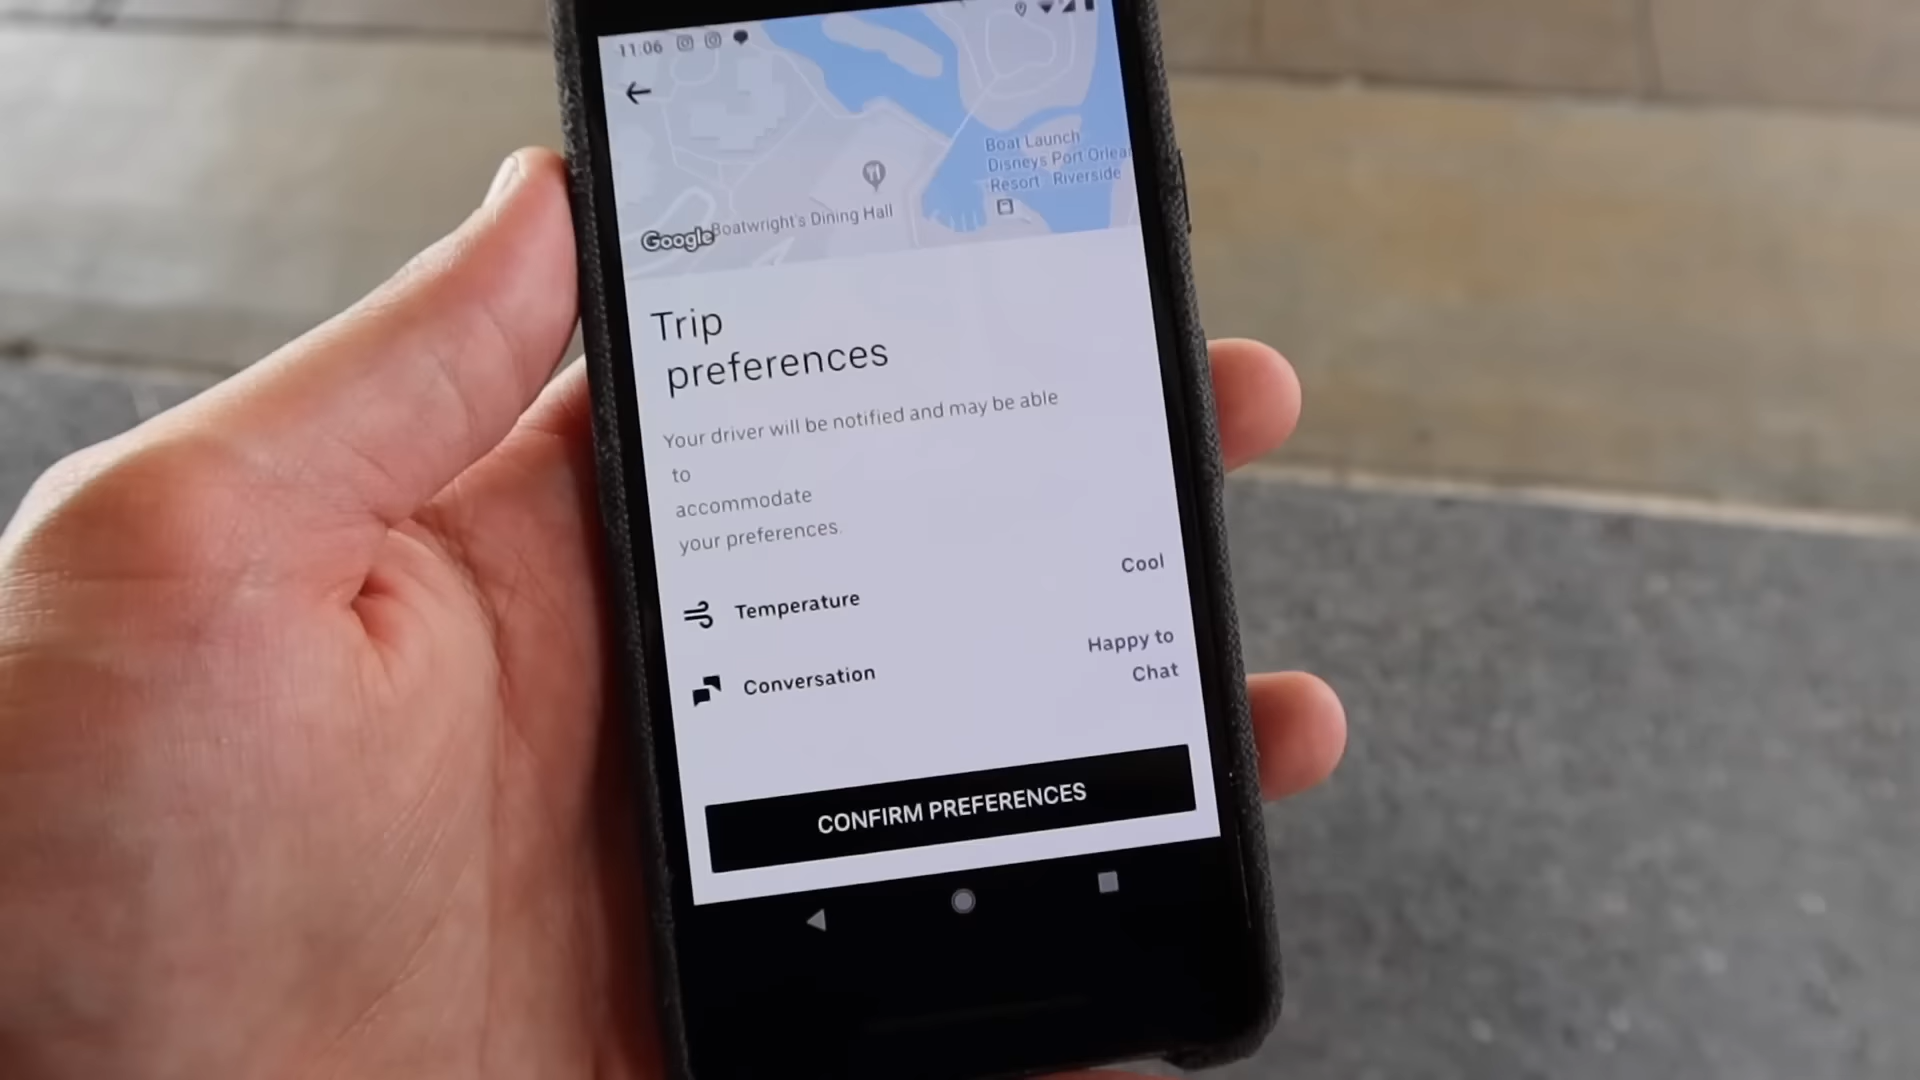 11:06
Boat Launch
Disneys Port Orlea
Resort Riverside
Boatwright's Dining Hall
Google
Trip
preferences
Your driver will be notified and may be able
to
accommodate
your preferences.
Cool
Temperature
Happy to
Conversation
Chat
CONFIRM PREFERENCES